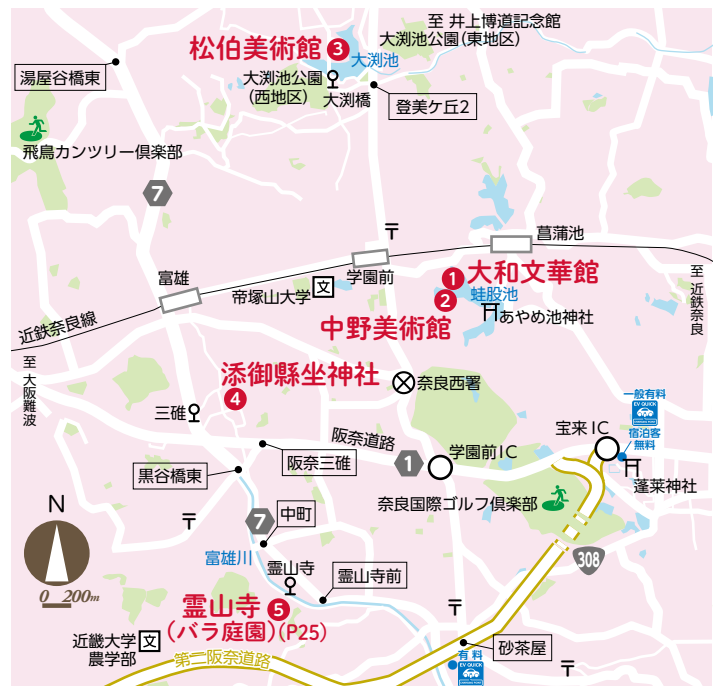 至 井上博道記念館
大渕池公園(東地区)
松伯美術館 3
大渕池
大渕池公園
(西地区)
大渕橋
登美ケ丘2
湯屋谷橋東
飛鳥カンツリー倶楽部
7
〒
菖蒲池
学園前
富雄
帝塚山大学 文
1 大和文華館
蛙股池
2
中野美術館
あやめ池神社
至 近鉄奈良
近鉄奈良線
至 大阪難波
添御縣坐神社
4
奈良西署
三碓
阪奈道路
阪奈三碓
1
学園前IC
宝来IC
一般有料
EV QUICK
宿泊客
無料
蓬莱神社
黒谷橋東
奈良国際ゴルフ倶楽部
〒
7
中町
富雄川
308
N
0 200m
霊山寺
霊山寺前
霊山寺 5
(バラ庭園)(P25)
〒
近畿大学
農学部
文
第二阪奈道路
砂茶屋
有料
EV QUICK
〒